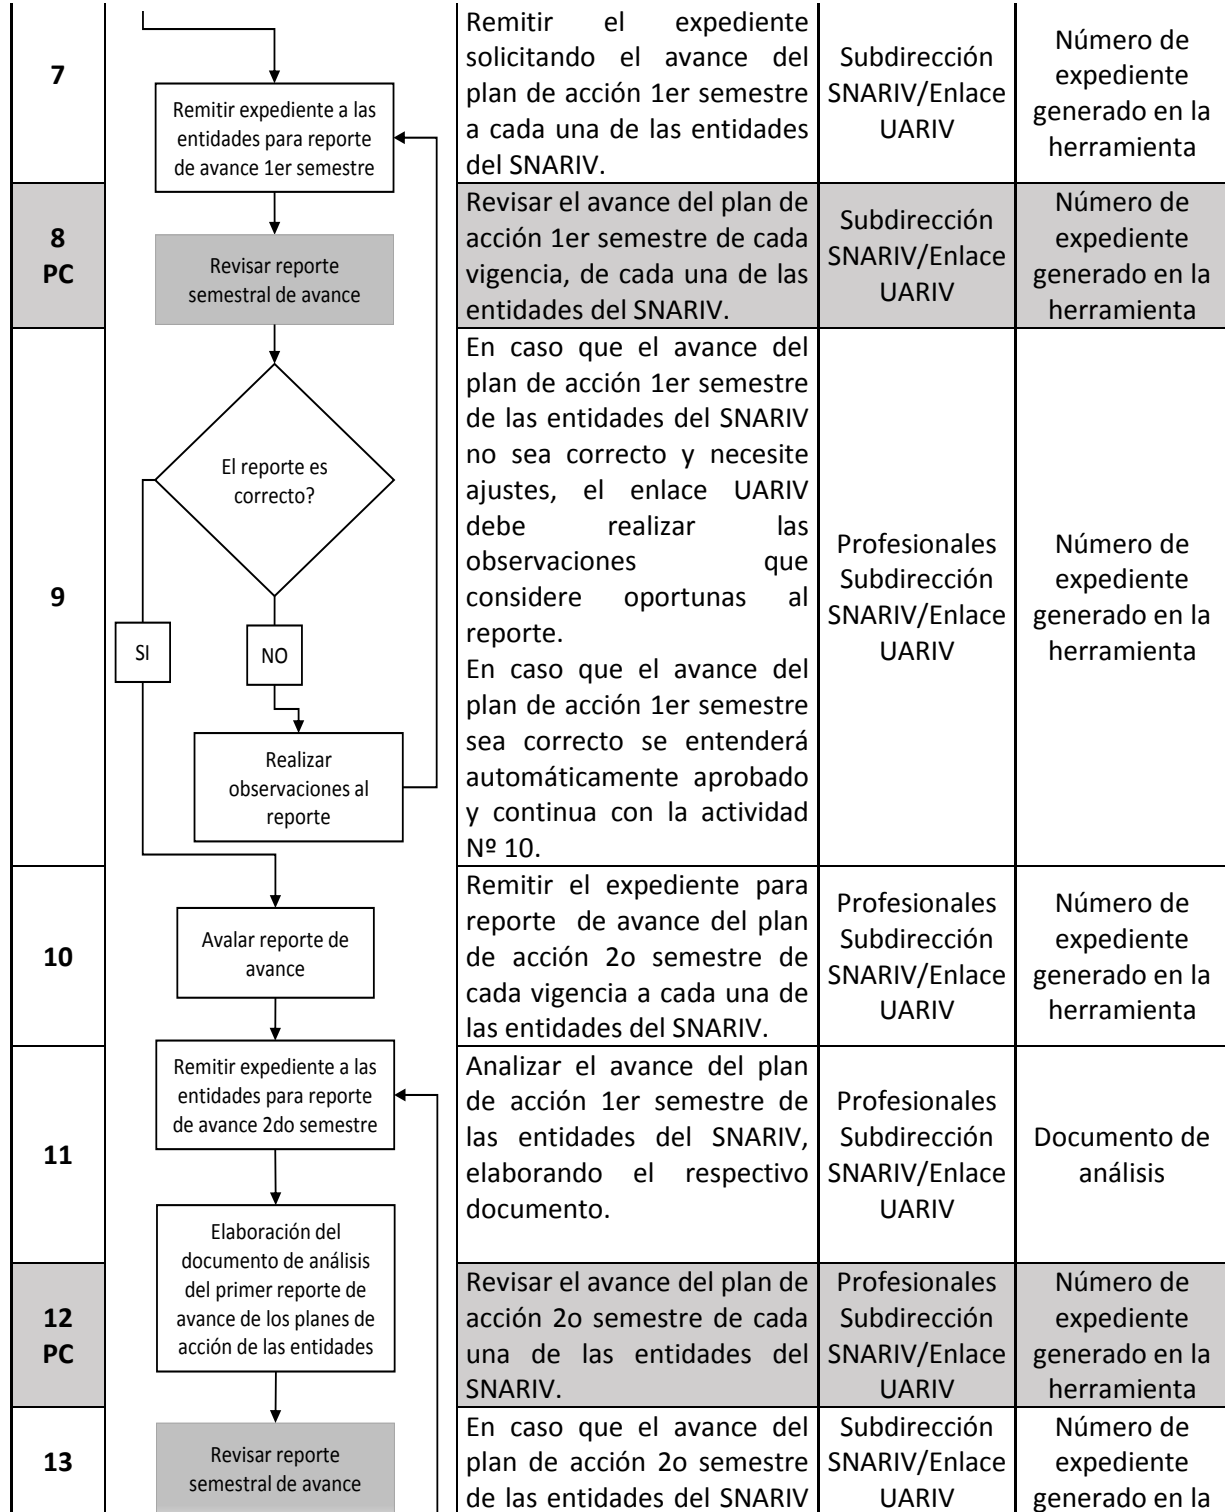 7
Remitir expediente a las
entidades para reporte
de avance 1er semestre
Remitir el expediente
solicitando el avance del
plan de acción 1er semestre
a cada una de las entidades
del SNARIV.
Subdirección
SNARIV/Enlace
UARIV
Número de
expediente
generado en la
herramienta
8
PC
Revisar reporte
semestral de avance
Revisar el avance del plan de
acción 1er semestre de cada
vigencia, de cada una de las
entidades del SNARIV.
Subdirección
SNARIV/Enlace
UARIV
Número de
expediente
generado en la
herramienta
9
El reporte es
correcto?
SI
NO
Realizar
observaciones al
reporte
En caso que el avance del
plan de acción 1er semestre
de las entidades del SNARIV
no sea correcto y necesite
ajustes, el enlace UARIV
debe realizar las
observaciones que
considere oportunas al
reporte.
En caso que el avance del
plan de acción 1er semestre
sea correcto se entenderá
automáticamente aprobado
y continua con la actividad
Nº 10.
Profesionales
Subdirección
SNARIV/Enlace
UARIV
Número de
expediente
generado en la
herramienta
10
Avalar reporte de
avance
Remitir el expediente para
reporte de avance del plan
de acción 2o semestre de
cada vigencia a cada una de
las entidades del SNARIV.
Profesionales
Subdirección
SNARIV/Enlace
UARIV
Número de
expediente
generado en la
herramienta
11
Remitir expediente a las
entidades para reporte
de avance 2do semestre
Analizar el avance del plan
de acción 1er semestre de
las entidades del SNARIV,
elaborando el respectivo
documento.
Profesionales
Subdirección
SNARIV/Enlace
UARIV
Documento de
análisis
12
PC
Elaboración del
documento de análisis
del primer reporte de
avance de los planes de
acción de las entidades
Revisar el avance del plan de
acción 2o semestre de cada
una de las entidades del
SNARIV.
Profesionales
Subdirección
SNARIV/Enlace
UARIV
Número de
expediente
generado en la
herramienta
13
Revisar reporte
semestral de avance
En caso que el avance del
plan de acción 2o semestre
de las entidades del SNARIV
Subdirección
SNARIV/Enlace
UARIV
Número de
expediente
generado en la